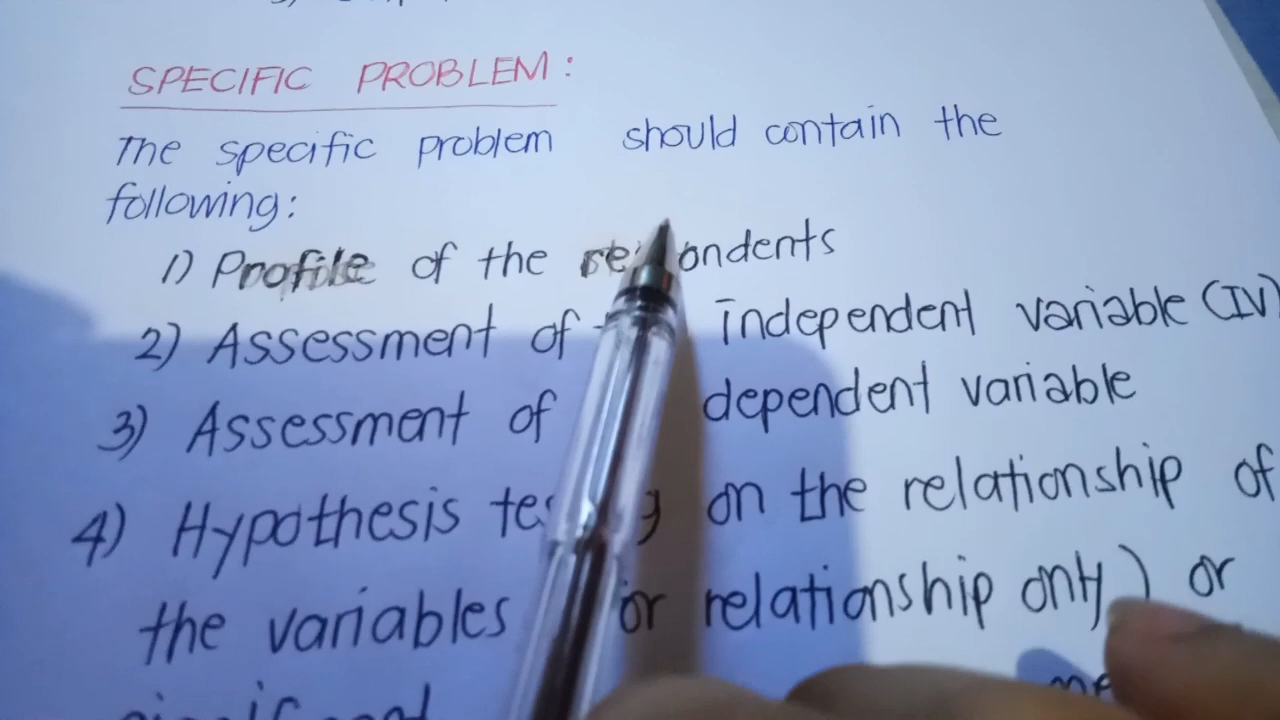 SPECIFIC PROBLEM:
The specific problem should contain the
following:
1) Profile of the
2) Assessment of independent variable (IV)
3) Assessment of dependent variable
4) Hypothesis on the relationship of
the variables or relationship only) or